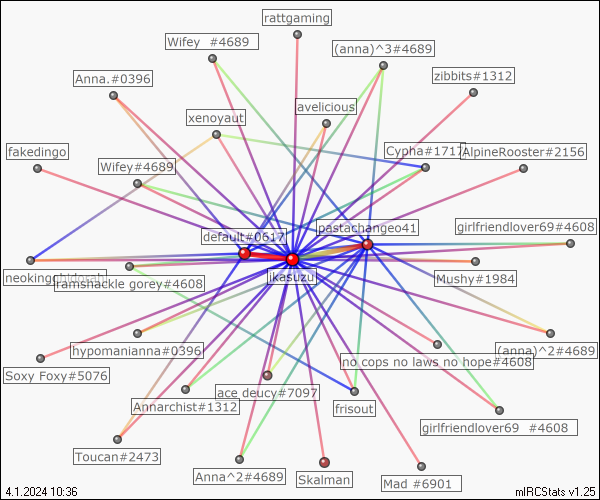 rattgaming
Wifey  #4689
(anna)^3#4689
Anna.#0396
zibbits#1312
avelicious
xenoyaut
fakedingo
Cypha#1717
AlpineRooster#2156
Wifey#4689
pastachangeo41
girlfriendlover69#4608
default#0617
neokingchidosah
ramshackle gorey#4608
ikasuzu
Mushy#1984
hypomanianna#0396
(anna)^2#4689
no cops no laws no hope#4608
Soxy Foxy#5076
ace deucy#7097
Annarchist#1312
frisout
girlfriendlover69  #4608
Toucan#2473
Anna^2#4689
Skalman
Mad #6901
4.1.2024 10:36
mIRCStats v1.25